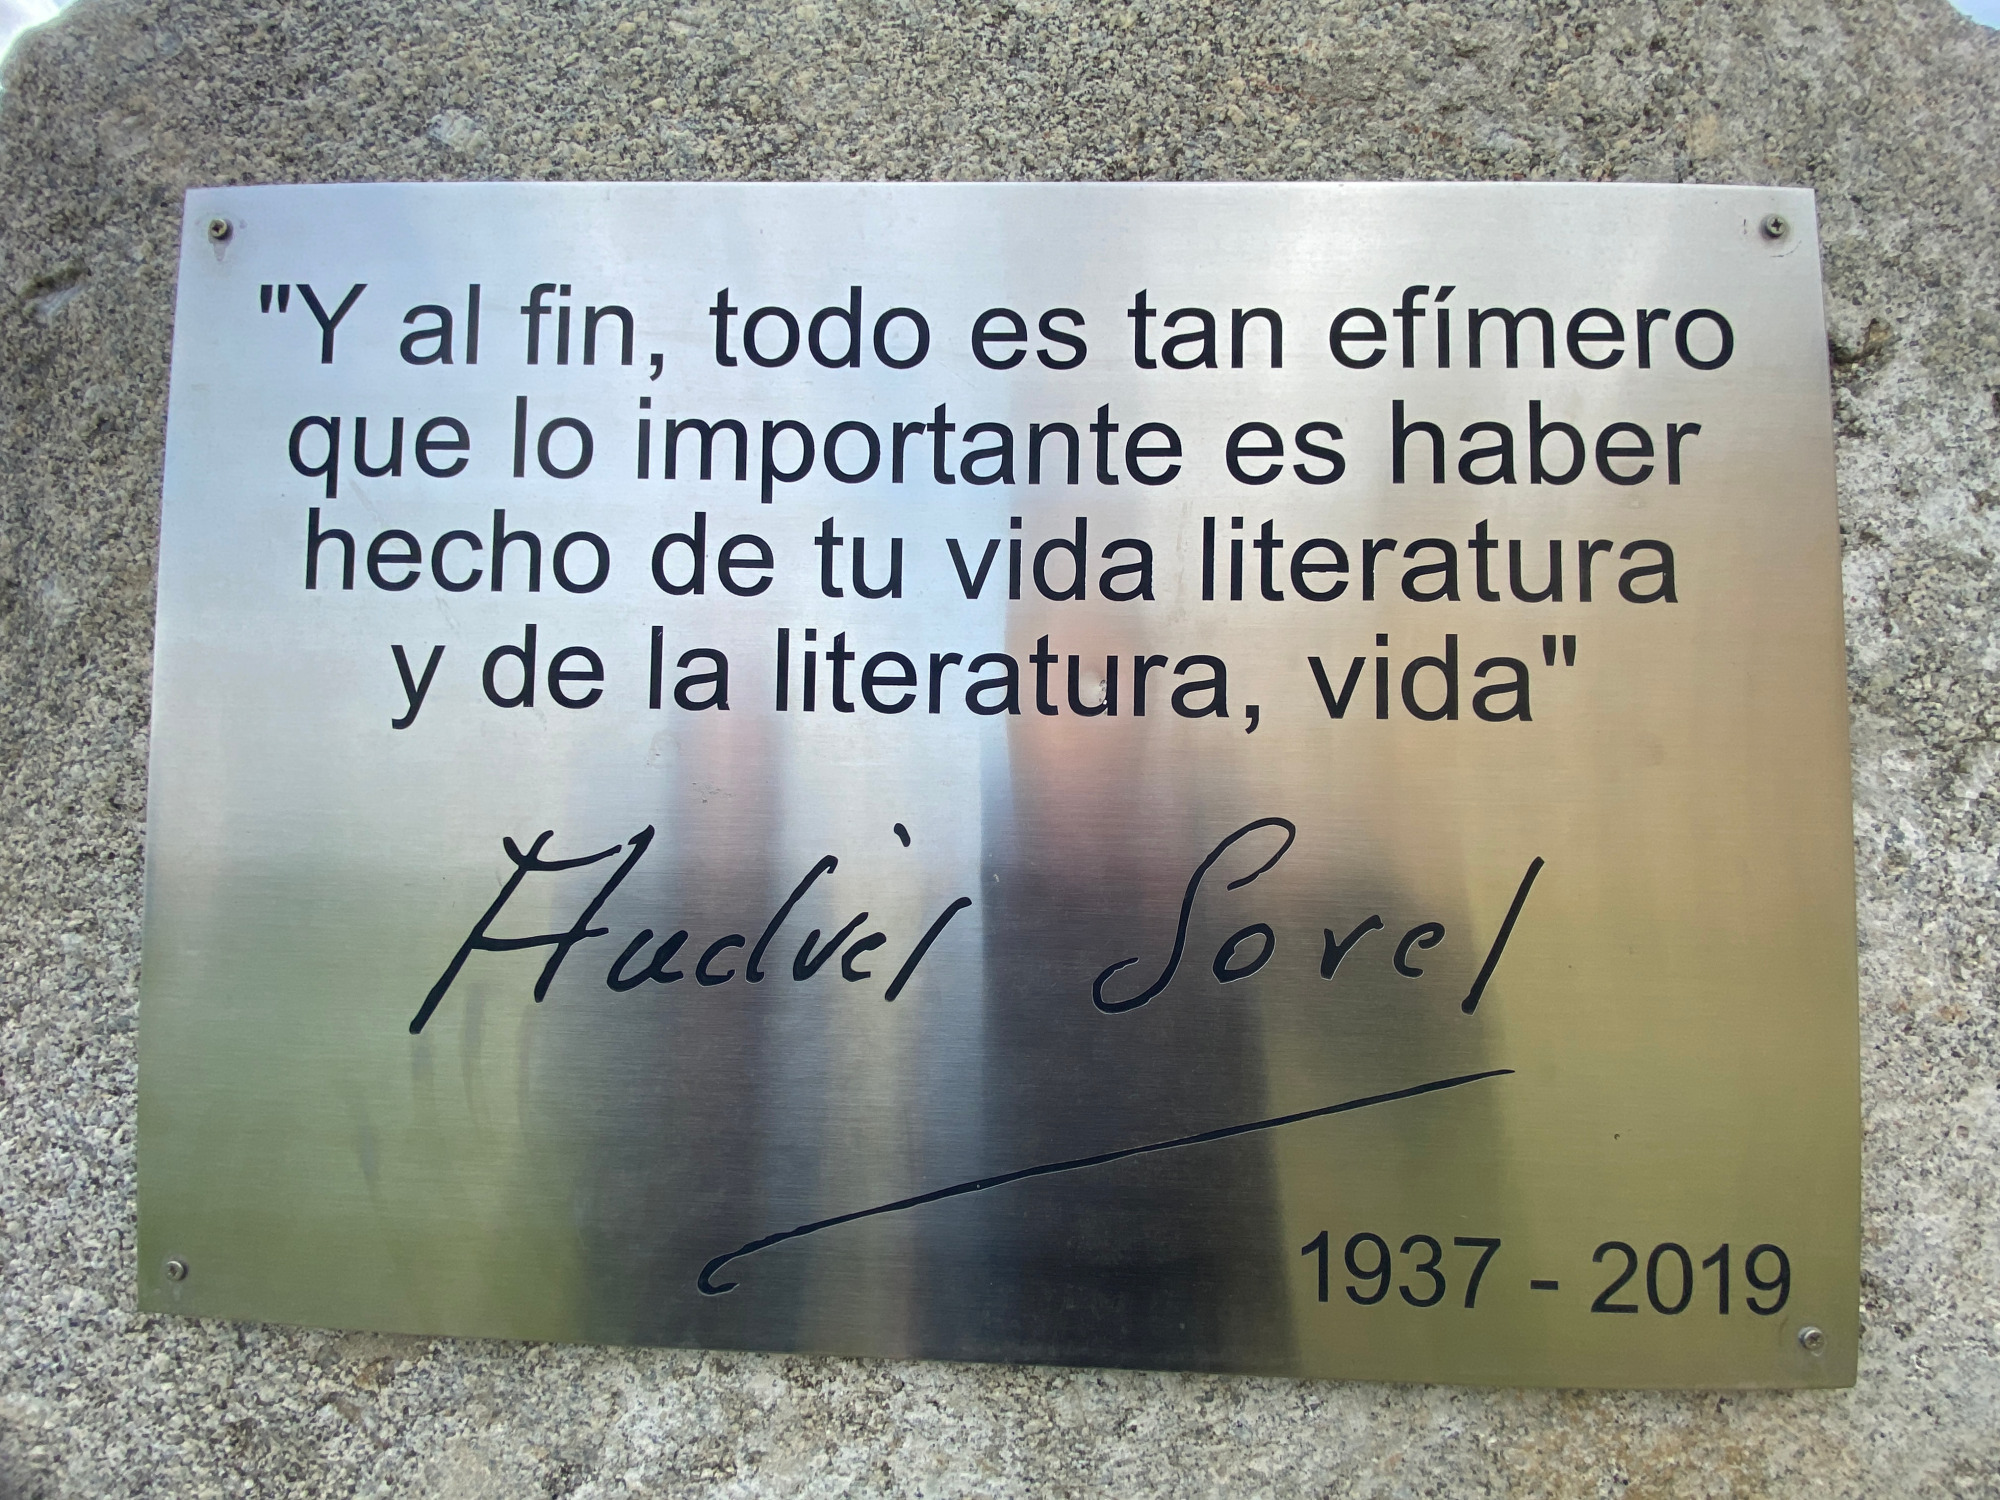 "Y al fin, todo es tan efímero
que lo importante es haber
hecho de tu vida literatura
y de la literatura, vida"
Andrés Sorel
1937 - 2019